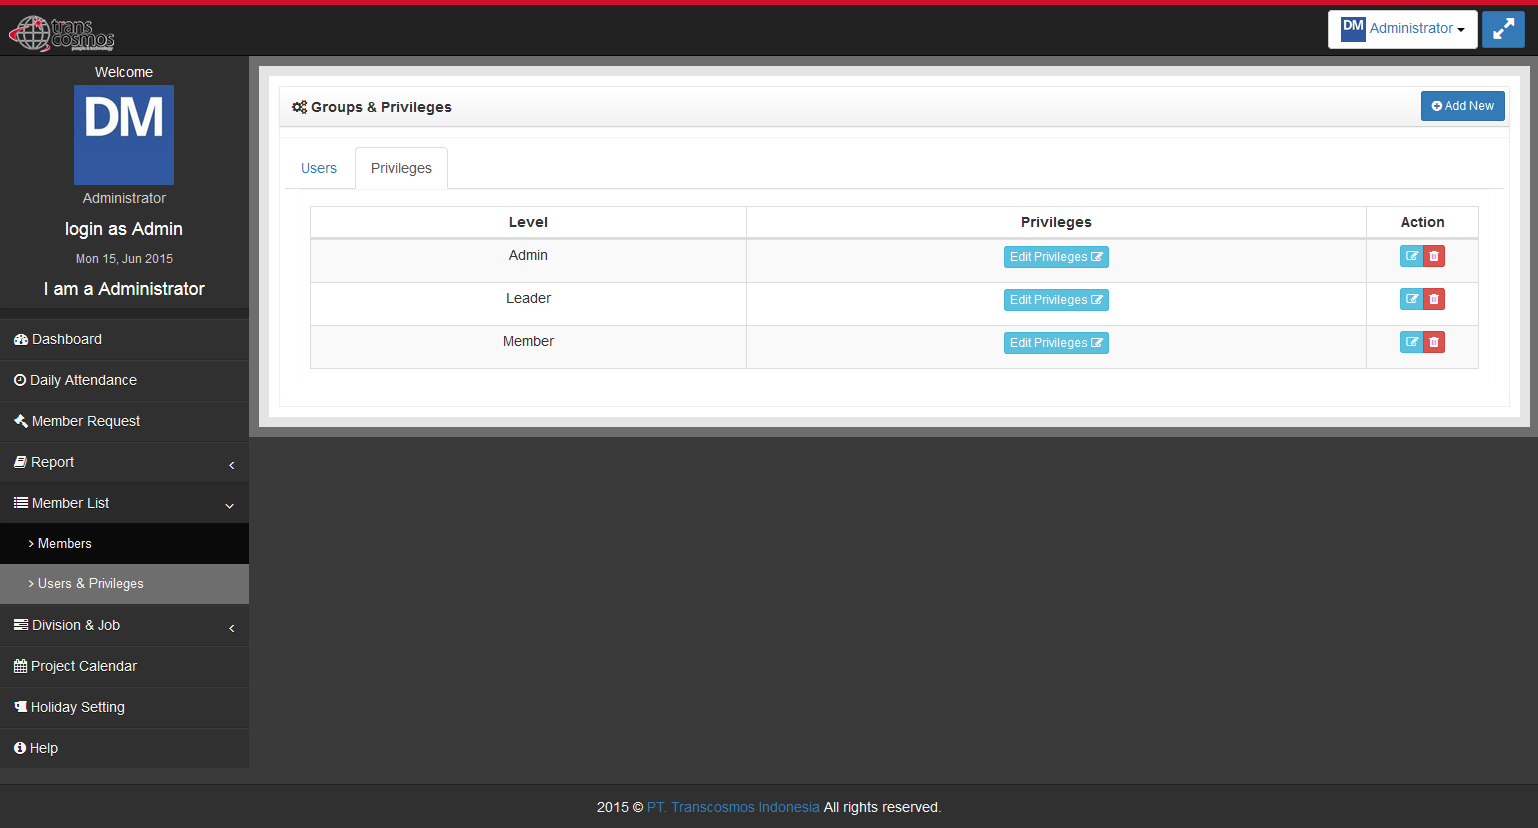 trans
cosmos
people & technology
DM Administrator
Welcome
DM
Administrator
login as Admin
Mon 15, Jun 2015
I am a Administrator
Dashboard
Daily Attendance
Member Request
Report
Member List
Members
Users & Privileges
Division & Job
Project Calendar
Holiday Setting
Help
Groups & Privileges
Add New
Users Privileges
Level Privileges Action
Admin Edit Privileges
Leader Edit Privileges
Member Edit Privileges
2015 © PT. Transcosmos Indonesia All rights reserved.